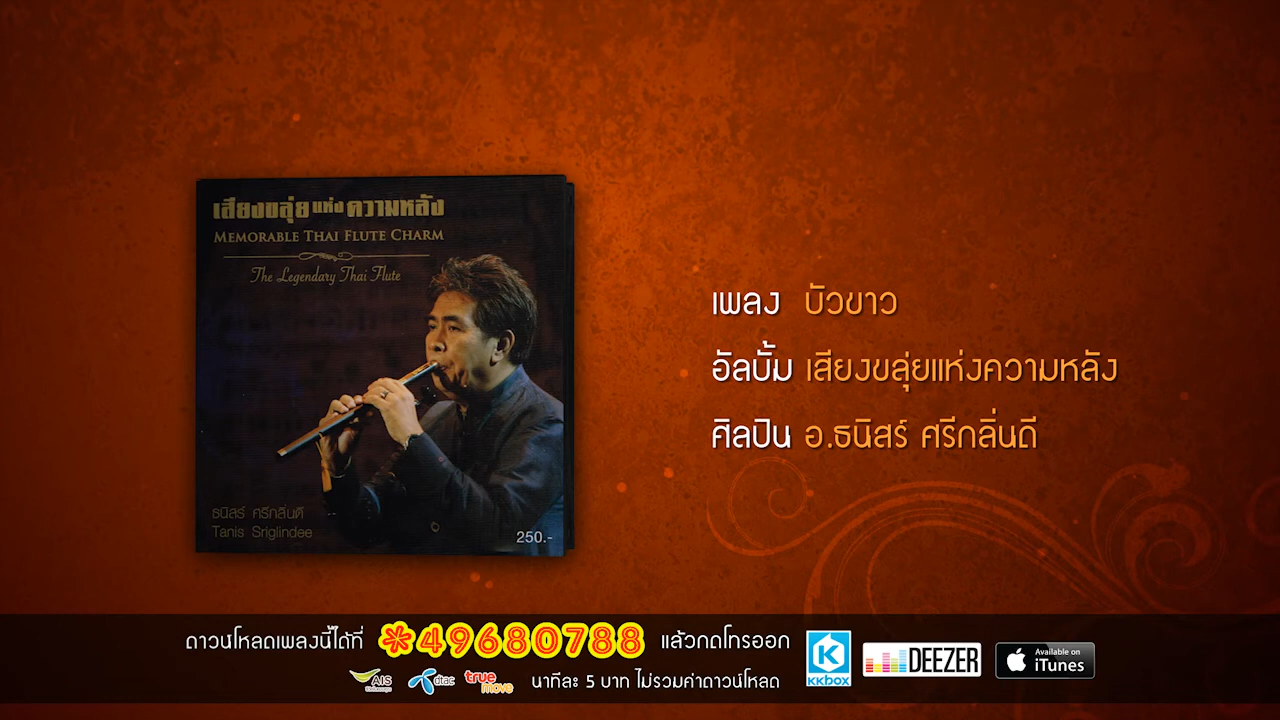 เสียงขลุ่ยแห่งความหลัง
MEMORABLE THAI FLUTE CHARM
The Legendary Thai Flute
ธนิสร์ ศรีกลิ่นดี
Tanis Sriglindee
250.-
เพลง บัวขาว
อัลบั้ม เสียงขลุ่ยแห่งความหลัง
ศิลปิน อ.ธนิสร์ ศรีกลิ่นดี
ดาวน์โหลดเพลงนี้ได้ที่ *49680788 แล้วกดโทรออก
AIS dtac true move นาทีละ 5 บาท ไม่รวมค่าดาวน์โหลด
KKBOX
DEEZER
Available on
iTunes